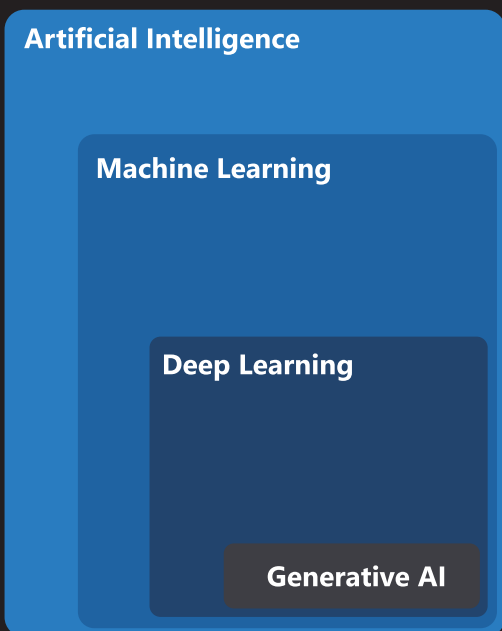 Artificial Intelligence
Machine Learning
Deep Learning
Generative AI